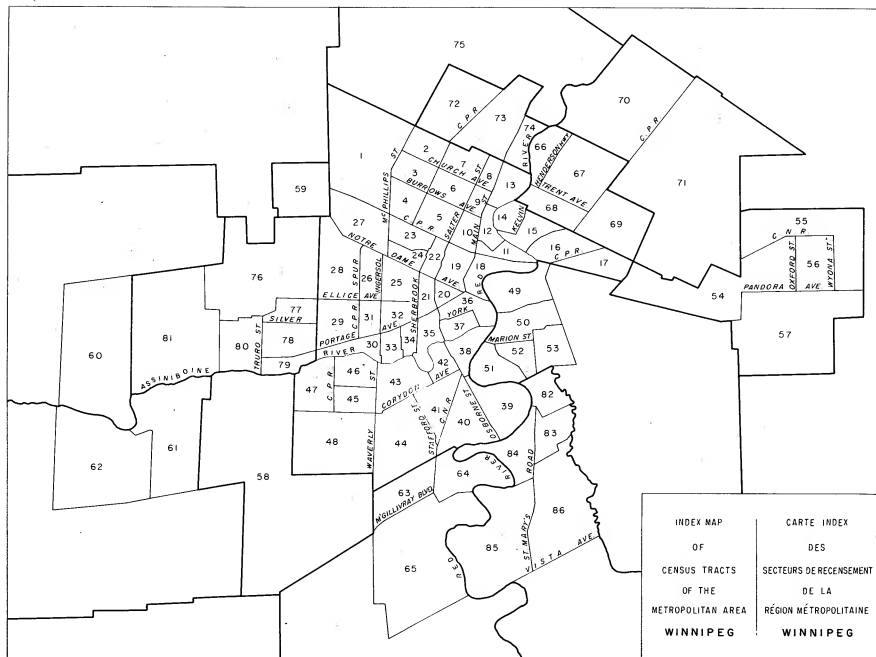 75
72
C P R
73
70
C P R
74
RIVER
66
HENDERSON HWY
67
TRENT AVE
71
1
McPHILLIPS ST
2
7
8
CHURCH AVE
3
6
BURROWS AVE
ST
13
4
5
SALTER
9
MAIN ST
14
KELVIN
68
69
59
C P R
27
NOTRE DAME AVE
23
10
12
15
16
C P R
17
11
24
22
19
18
RED
55
C N R
OXFORD ST
56
WYONA ST
PANDORA AVE
54
57
76
28
SPUR
26
INGERSOLL
25
SHERBROOK
21
20
36
49
ELLICE AVE
77
SILVER
29
C P R
31
32
YORK
37
50
60
81
80
TRURO ST
78
PORTAGE AVE
35
MARION ST
79
RIVER
30
33
34
38
52
53
51
ASSINIBOINE
46
ST
42
AVE
47
C P R
45
43
CORYDON
82
41
C N R
OSBORNE ST
39
62
61
48
WAVERLY
44
STAFFORD ST
40
83
58
64
RIVER
84
ROAD
63
McGILLIVRAY BLVD
86
65
RED
85
ST MARY'S
VISTA AVE
INDEX MAP
OF
CENSUS TRACTS
OF THE
METROPOLITAN AREA
WINNIPEG
CARTE INDEX
DES
SECTEURS DE RECENSEMENT
DE LA
RÉGION MÉTROPOLITAINE
WINNIPEG